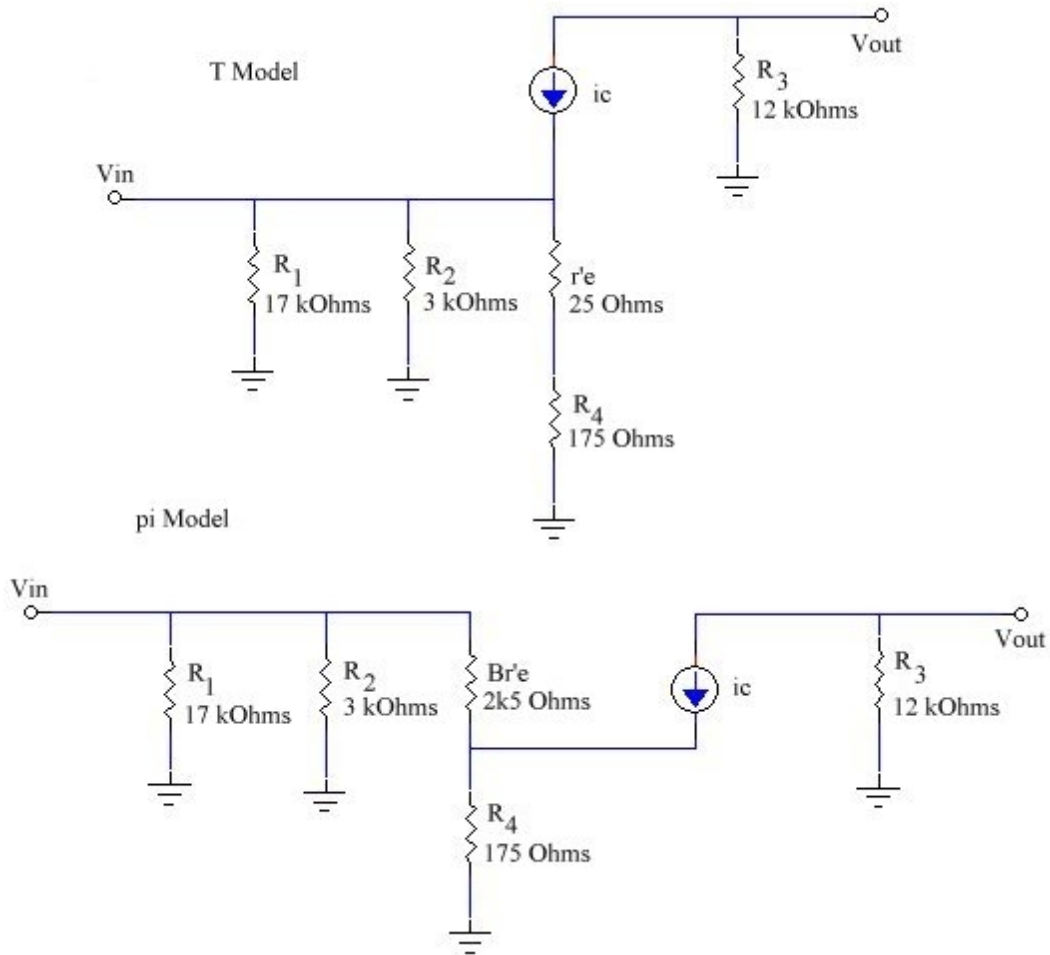 T Model
Vout
R3
12 kOhms
ic
Vin
R1
17 kOhms
R2
3 kOhms
r'e
25 Ohms
R4
175 Ohms
pi Model
Vin
R1
17 kOhms
R2
3 kOhms
Br'e
2k5 Ohms
ic
Vout
R3
12 kOhms
R4
175 Ohms